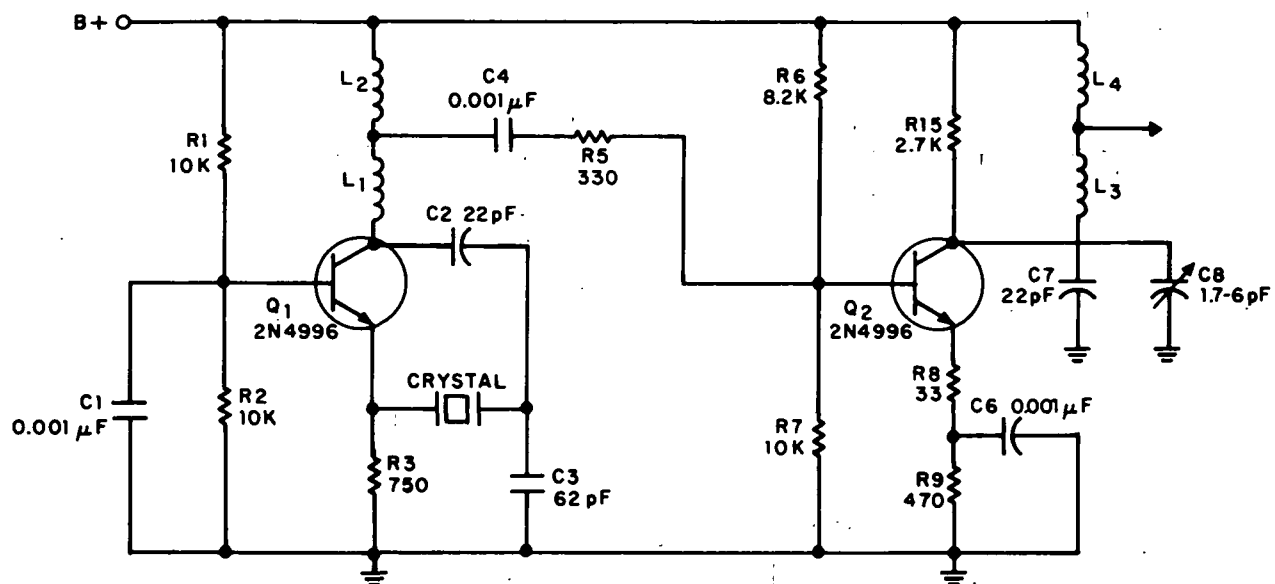 B+
R1
10K
L2
L1
C4
0.001 µF
R5
330
C2 22pF
Q1
2N4996
CRYSTAL
C1
0.001 µF
R2
10K
R3
750
C3
62 pF
R6
8.2K
R15
2.7K
L4
L3
Q2
2N4996
C7
22pF
C8
1.7-6pF
R8
33
C6 0.001µF
R7
10K
R9
470